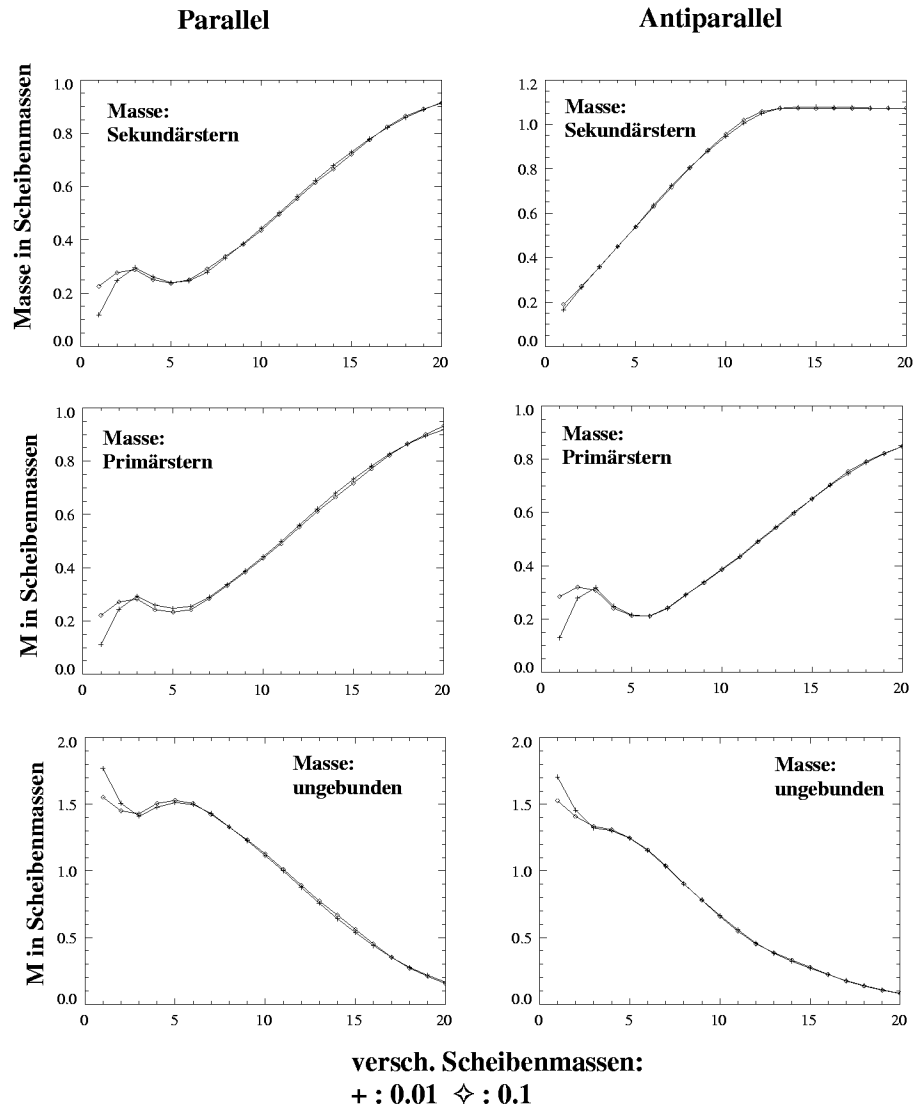 Parallel
Antiparallel
Masse in Scheibenmassen
1.0
0.8
0.6
0.4
0.2
0.0
Masse:
Sekundärstern
0 5 10 15 20
1.2
1.0
0.8
0.6
0.4
0.2
0.0
Masse:
Sekundärstern
0 5 10 15 20
M in Scheibenmassen
1.0
0.8
0.6
0.4
0.2
0.0
Masse:
Primärstern
0 5 10 15 20
1.0
0.8
0.6
0.4
0.2
0.0
Masse:
Primärstern
0 5 10 15 20
M in Scheibenmassen
2.0
1.5
1.0
0.5
0.0
Masse:
ungebunden
0 5 10 15 20
2.0
1.5
1.0
0.5
0.0
Masse:
ungebunden
0 5 10 15 20
versch. Scheibenmassen:
+ : 0.01 ✧ : 0.1